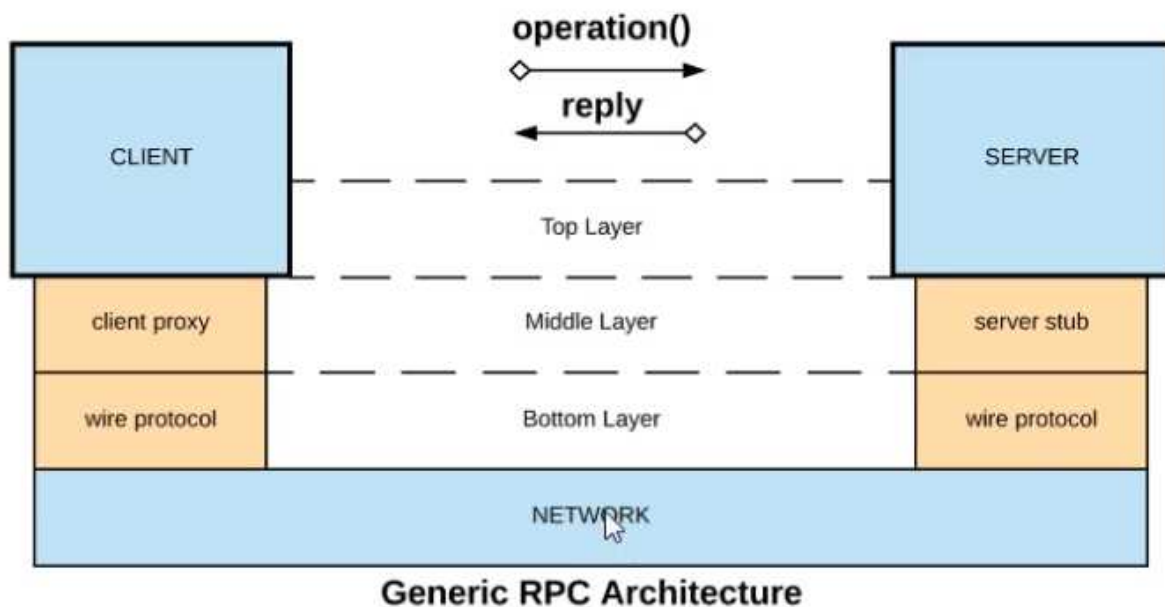 operation()
reply
CLIENT
SERVER
Top Layer
client proxy
Middle Layer
server stub
wire protocol
Bottom Layer
wire protocol
NETWORK
Generic RPC Architecture